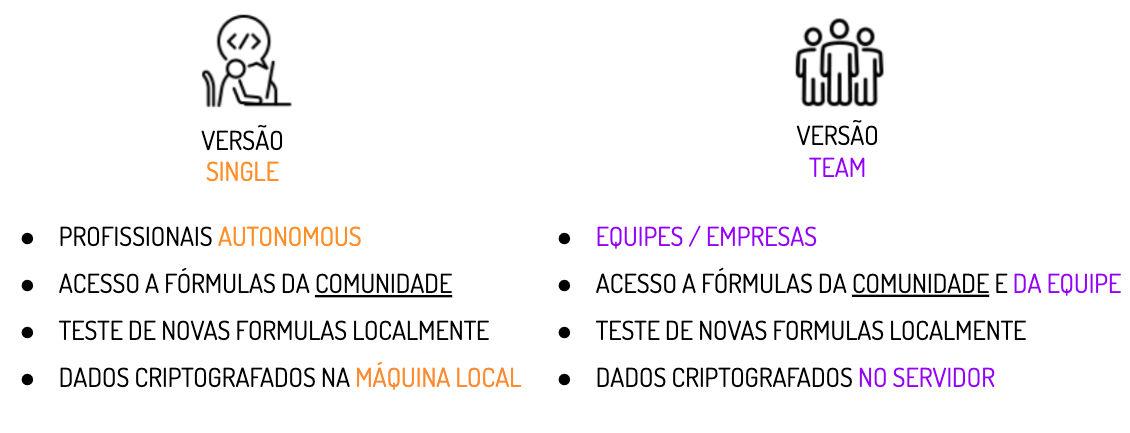 </>
VERSÃO
SINGLE
● PROFISSIONAIS AUTONOMOUS
● ACESSO A FÓRMULAS DA COMUNIDADE
● TESTE DE NOVAS FORMULAS LOCALMENTE
● DADOS CRIPTOGRAFADOS NA MÁQUINA LOCAL
VERSÃO
TEAM
● EQUIPES / EMPRESAS
● ACESSO A FÓRMULAS DA COMUNIDADE E DA EQUIPE
● TESTE DE NOVAS FORMULAS LOCALMENTE
● DADOS CRIPTOGRAFADOS NO SERVIDOR